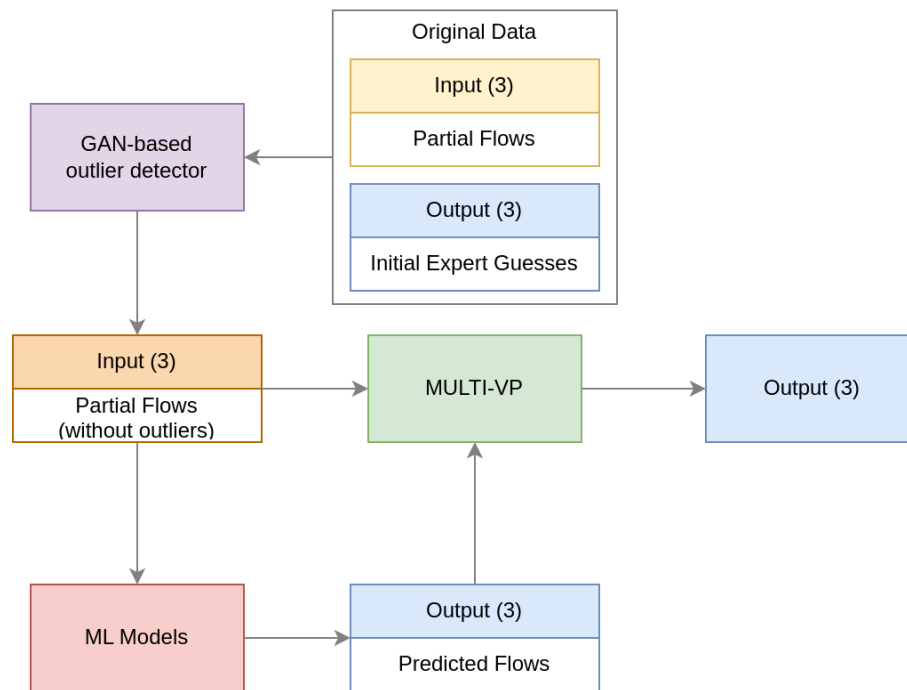 Original Data
Input (3)
Partial Flows
Output (3)
Initial Expert Guesses
GAN-based
outlier detector
Input (3)
Partial Flows
(without outliers)
MULTI-VP
Output (3)
ML Models
Output (3)
Predicted Flows